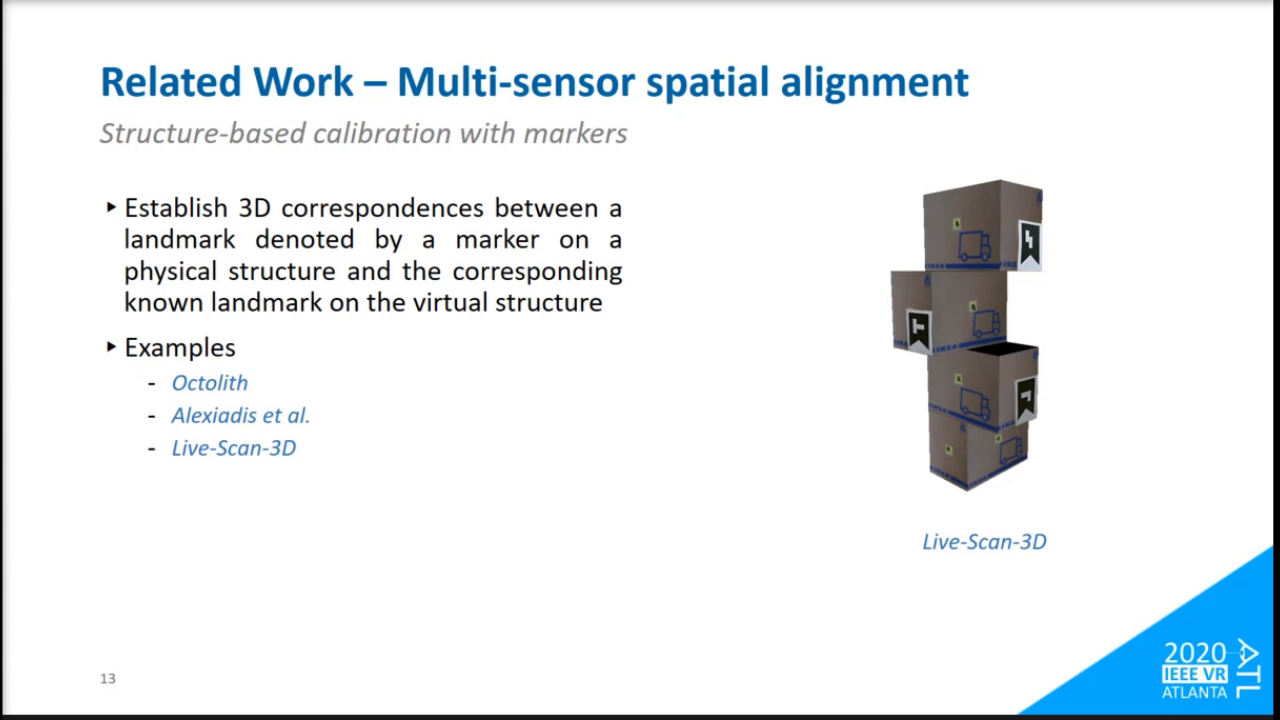 Related Work – Multi-sensor spatial alignment
Structure-based calibration with markers
‣ Establish 3D correspondences between a
landmark denoted by a marker on a
physical structure and the corresponding
known landmark on the virtual structure
‣ Examples
- Octolith
- Alexiadis et al.
- Live-Scan-3D
Live-Scan-3D
13
2020
IEEE VR
ATLANTA
ATL